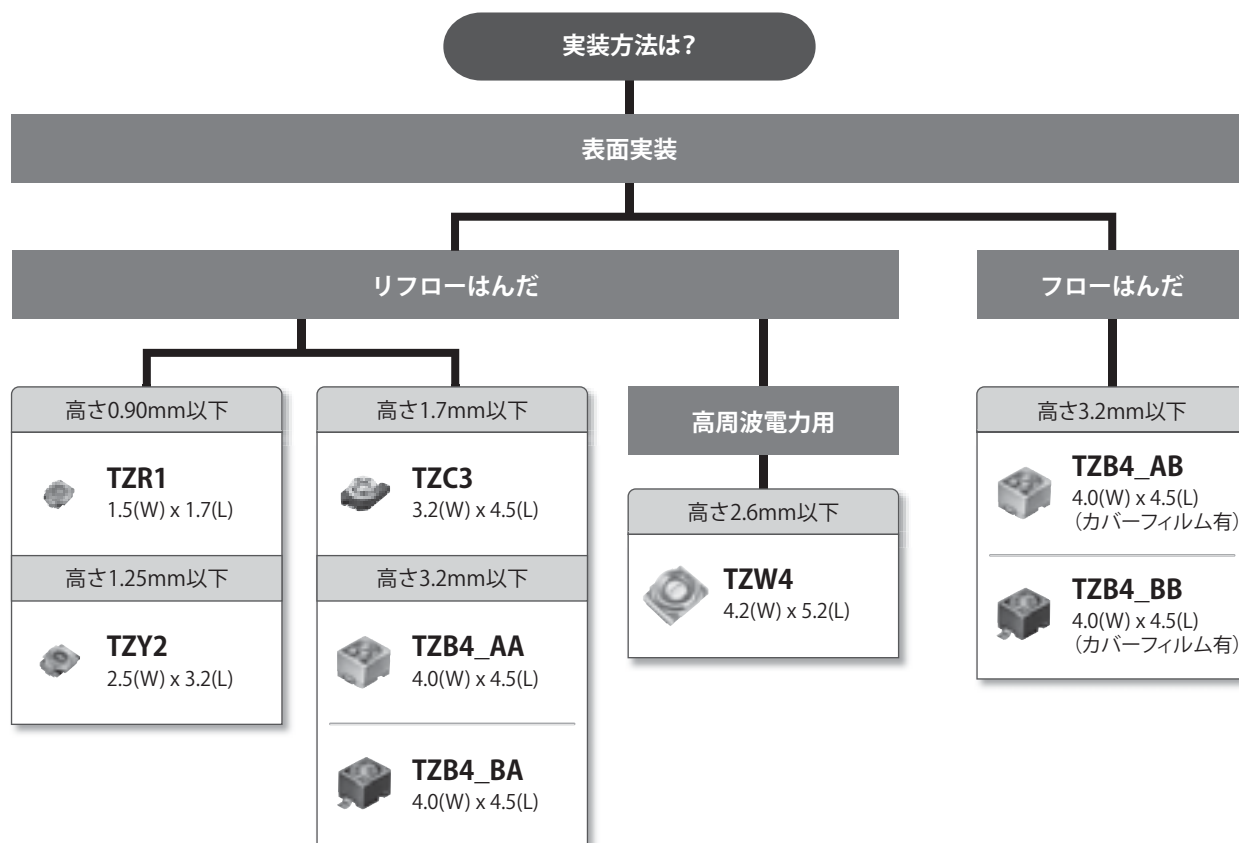 実装方法は?
表面実装
リフローはんだ
フローはんだ
高さ0.90mm以下
TZR1
1.5(W) x 1.7(L)
高さ1.25mm以下
TZY2
2.5(W) x 3.2(L)
高さ1.7mm以下
TZC3
3.2(W) x 4.5(L)
高さ3.2mm以下
TZB4_AA
4.0(W) x 4.5(L)
TZB4_BA
4.0(W) x 4.5(L)
高周波電力用
高さ2.6mm以下
TZW4
4.2(W) x 5.2(L)
高さ3.2mm以下
TZB4_AB
4.0(W) x 4.5(L)
(カバーフィルム有)
TZB4_BB
4.0(W) x 4.5(L)
(カバーフィルム有)